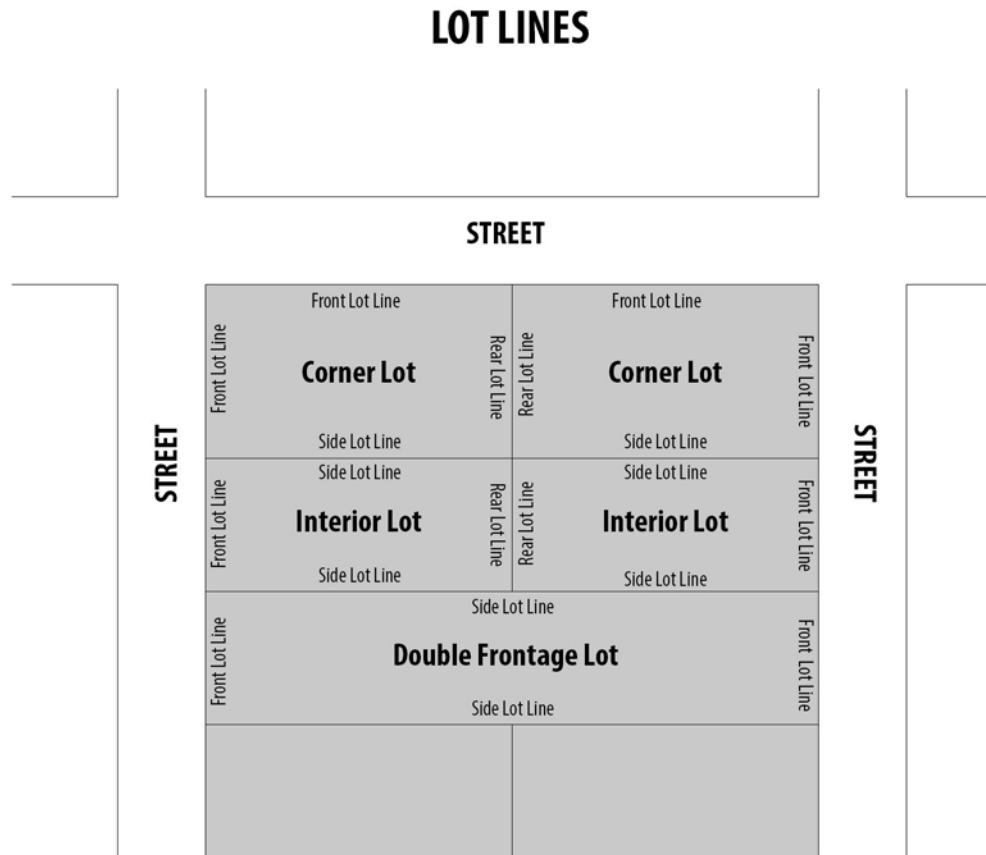 LOT LINES
STREET
Front Lot Line
Front Lot Line
Front Lot Line
Corner Lot
Rear Lot Line
Rear Lot Line
Corner Lot
Front Lot Line
Side Lot Line
Side Lot Line
STREET
STREET
Side Lot Line
Side Lot Line
Front Lot Line
Interior Lot
Rear Lot Line
Rear Lot Line
Interior Lot
Front Lot Line
Side Lot Line
Side Lot Line
Side Lot Line
Front Lot Line
Double Frontage Lot
Front Lot Line
Side Lot Line